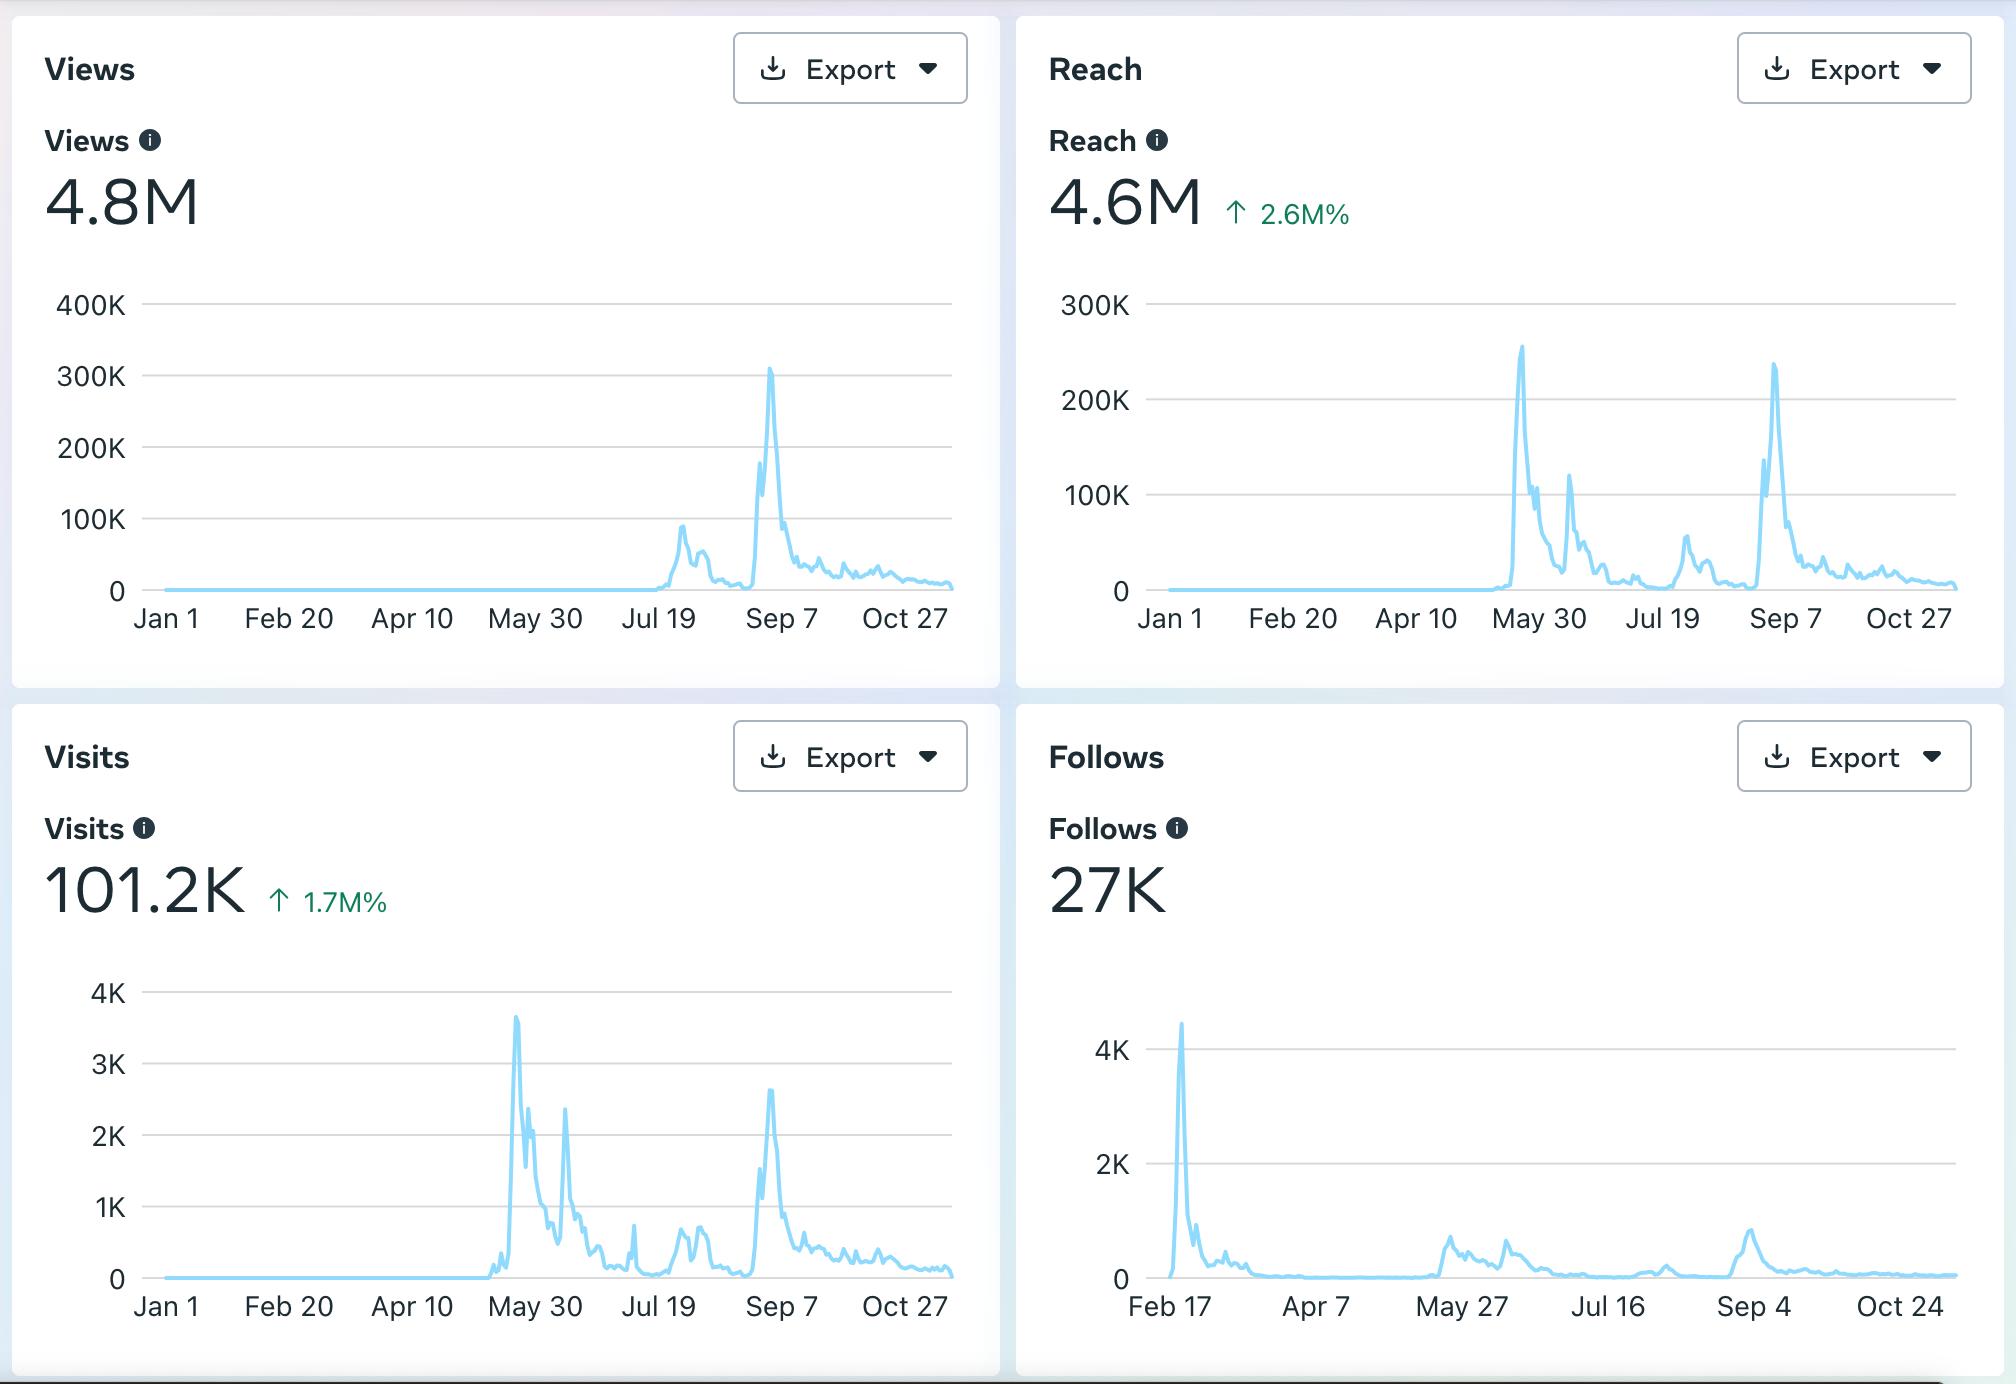 Views
Export
Views
4.8M
400K
300K
200K
100K
0
Jan 1 Feb 20 Apr 10 May 30 Jul 19 Sep 7 Oct 27
Reach
Export
Reach
4.6M ↑ 2.6M%
300K
200K
100K
0
Jan 1 Feb 20 Apr 10 May 30 Jul 19 Sep 7 Oct 27
Visits
Export
Visits
101.2K ↑ 1.7M%
4K
3K
2K
1K
0
Jan 1 Feb 20 Apr 10 May 30 Jul 19 Sep 7 Oct 27
Follows
Export
Follows
27K
4K
2K
0
Feb 17 Apr 7 May 27 Jul 16 Sep 4 Oct 24